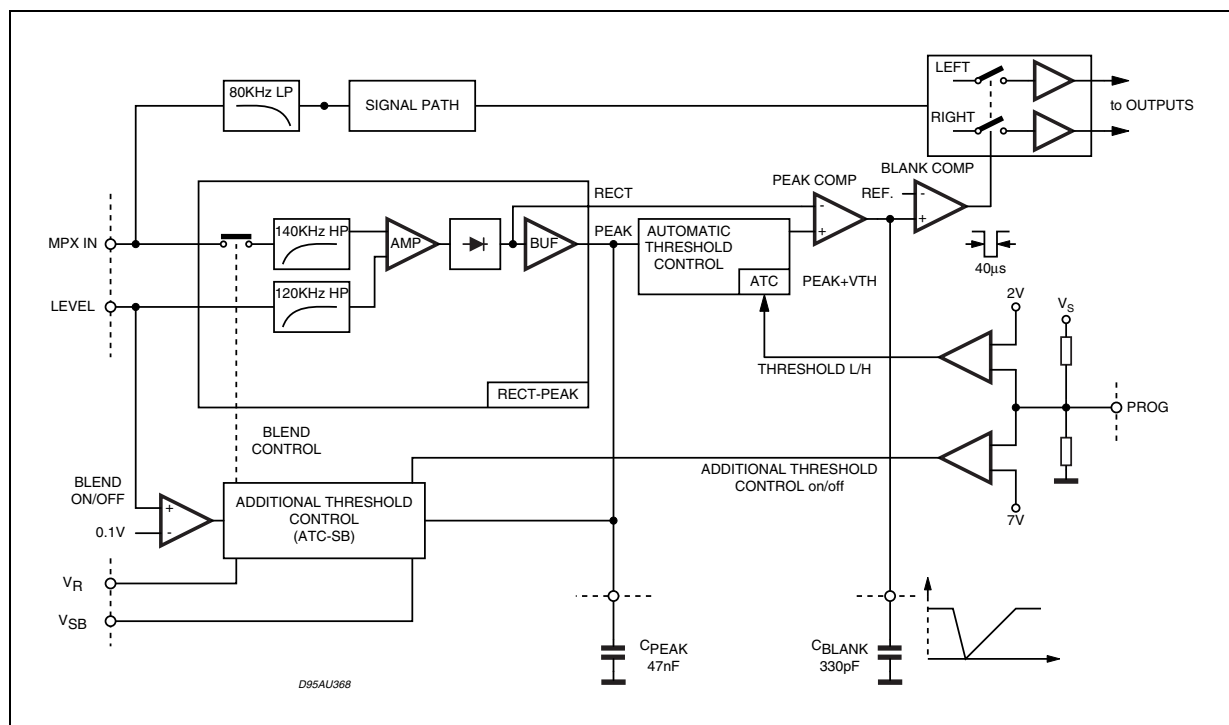 80KHz LP
SIGNAL PATH
LEFT
RIGHT
to OUTPUTS
RECT
PEAK COMP
BLANK COMP
REF.
-
+
-
+
MPX IN
140KHz HP
AMP
BUF
PEAK
AUTOMATIC
THRESHOLD
CONTROL
ATC
PEAK+VTH
40µs
LEVEL
120KHz HP
2V
VS
THRESHOLD L/H
RECT-PEAK
PROG
BLEND
CONTROL
ADDITIONAL THRESHOLD
CONTROL on/off
7V
BLEND
ON/OFF
+
0.1V
-
ADDITIONAL THRESHOLD
CONTROL
(ATC-SB)
VR
VSB
CPEAK
47nF
CBLANK
330pF
D95AU368